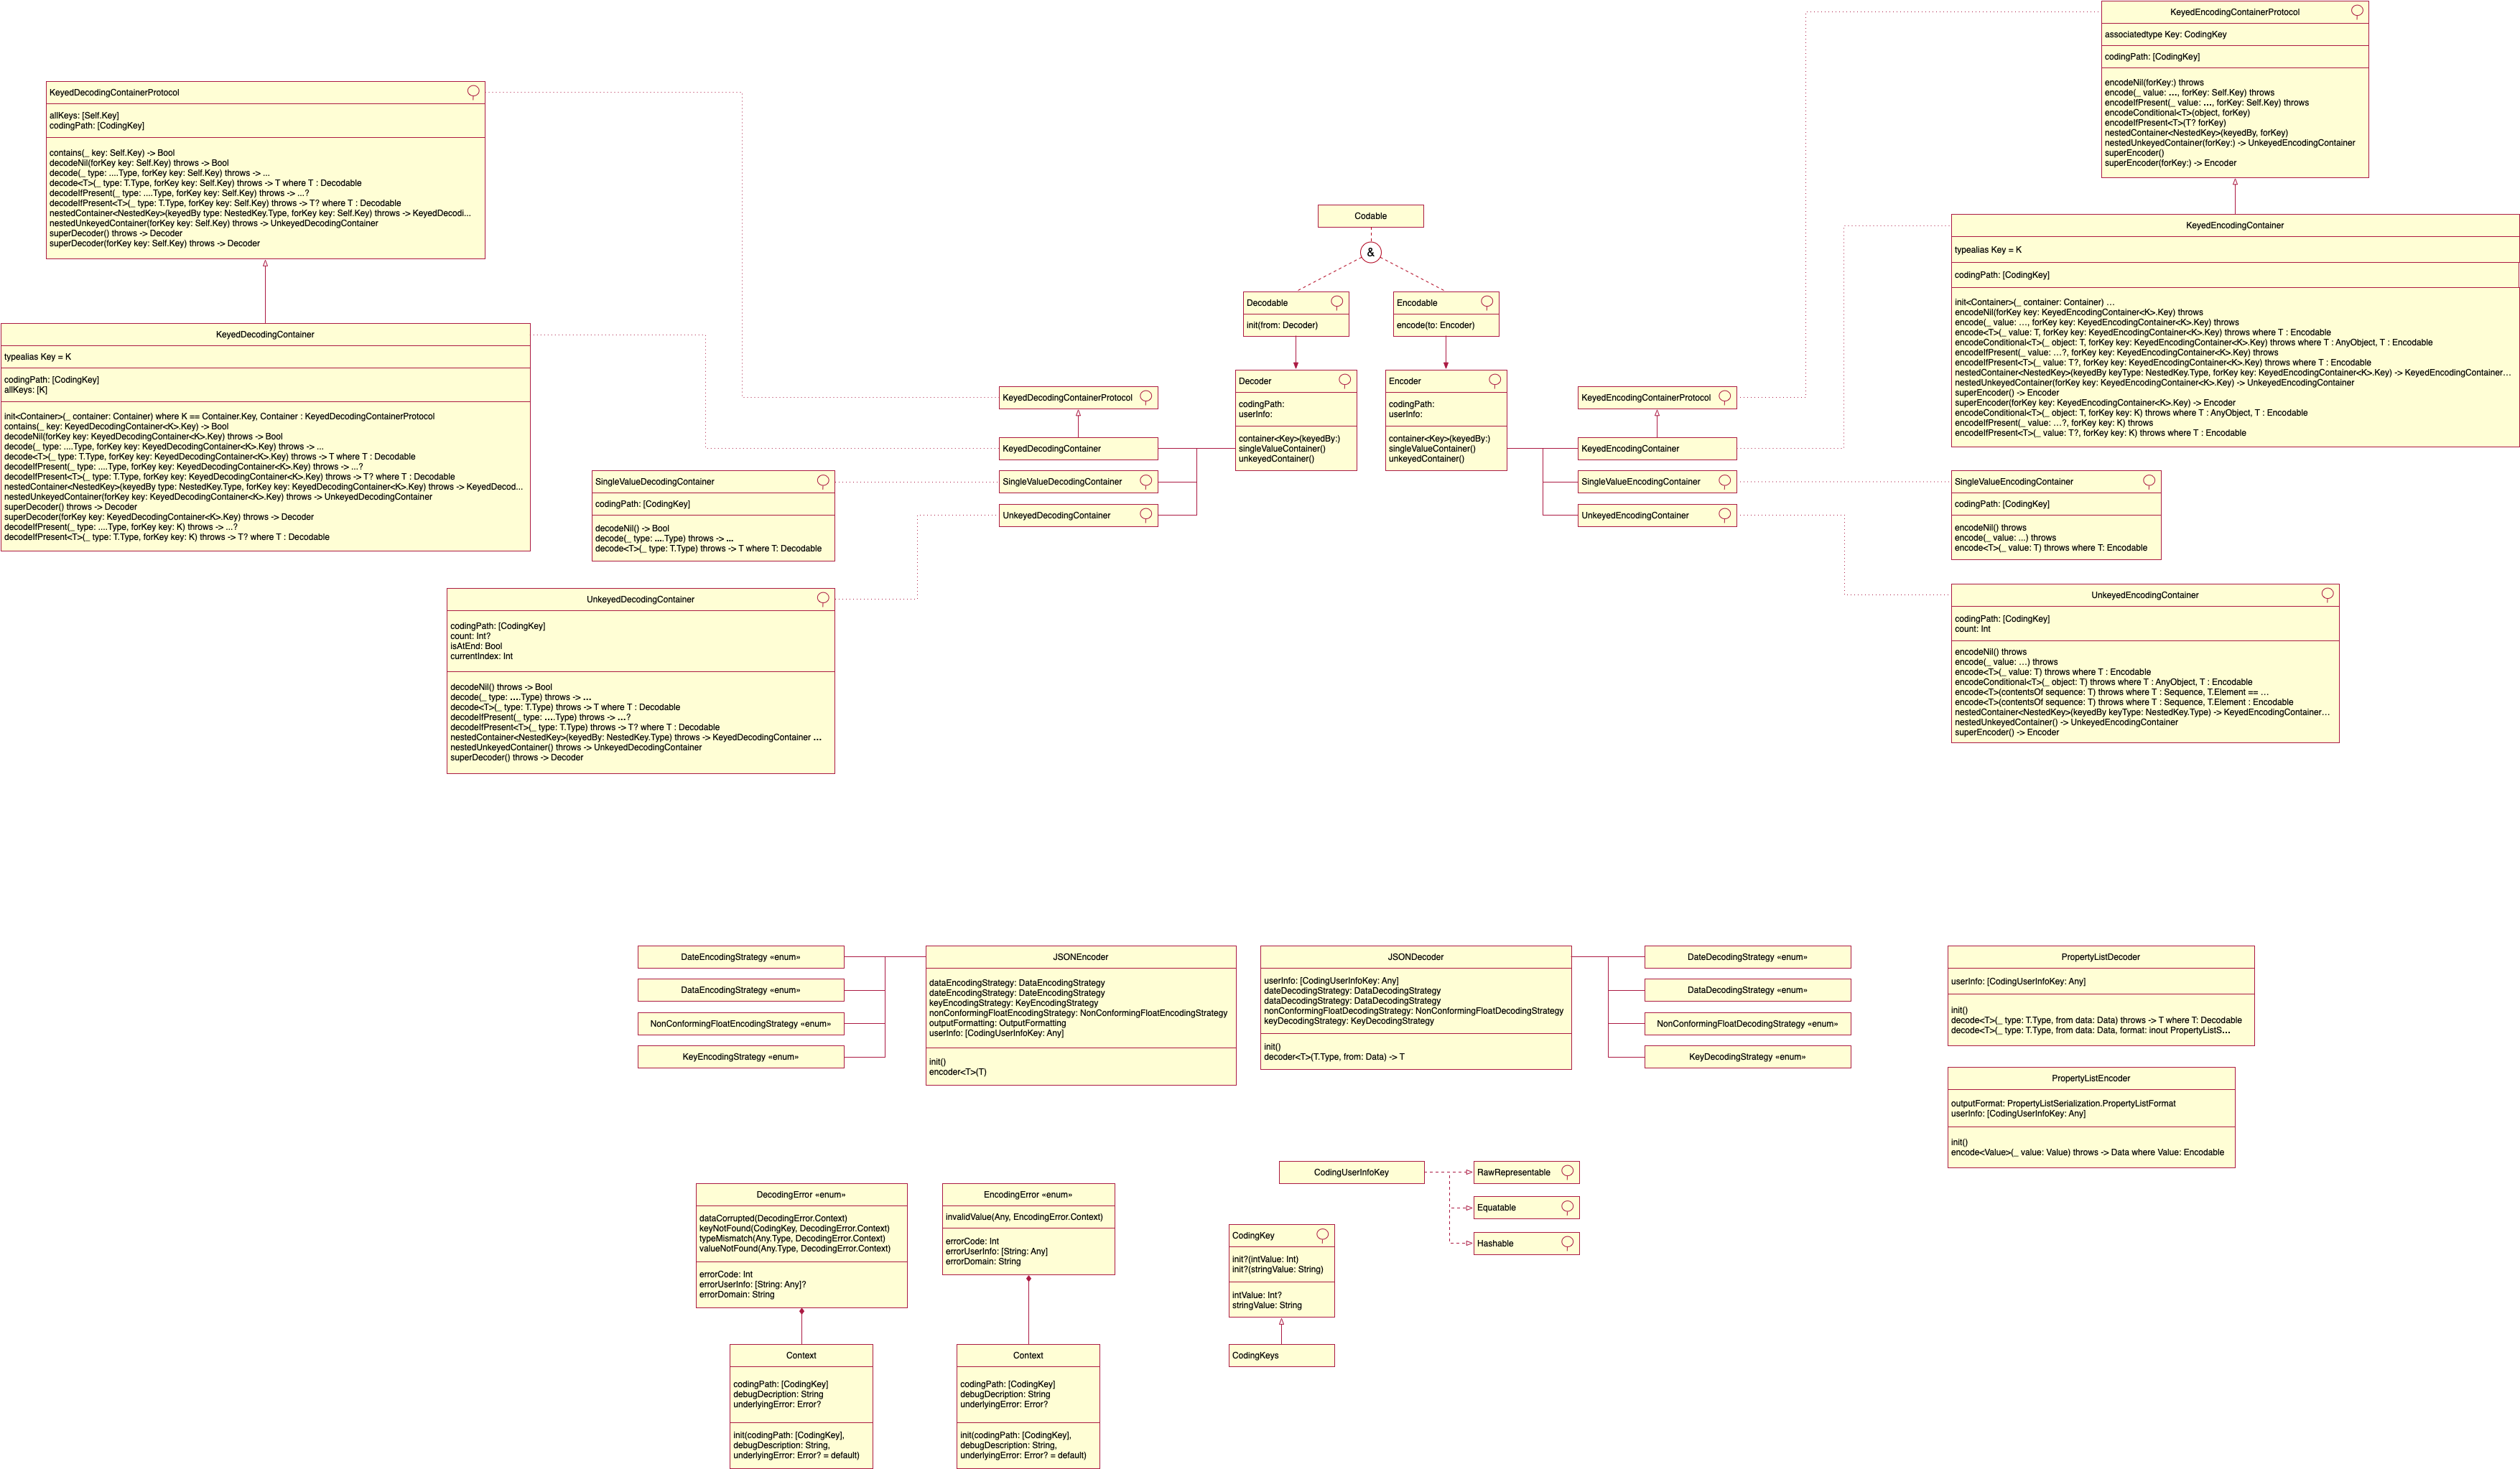 KeyedEncodingContainerProtocol
associatedtype Key: CodingKey
codingPath: [CodingKey]
encodeNil(forKey:) throws
encode(_ value: ..., forKey: Self.Key) throws
encodeIfPresent(_ value: ..., forKey: Self.Key) throws
encodeConditional<T>(object, forKey)
encodeIfPresent<T>(T? forKey)
nestedContainer<NestedKey>(keyedBy, forKey)
nestedUnkeyedContainer(forKey:) -> UnkeyedEncodingContainer
superEncoder()
superEncoder(forKey:) -> Encoder
KeyedDecodingContainerProtocol
allKeys: [Self.Key]
codingPath: [CodingKey]
contains(_ key: Self.Key) -> Bool
decodeNil(forKey key: Self.Key) throws -> Bool
decode(_ type: ....Type, forKey key: Self.Key) throws -> ...
decode<T>(_ type: T.Type, forKey key: Self.Key) throws -> T where T : Decodable
decodeIfPresent(_ type: ....Type, forKey key: Self.Key) throws -> ...?
decodeIfPresent<T>(_ type: T.Type, forKey key: Self.Key) throws -> T? where T : Decodable
nestedContainer<NestedKey>(keyedBy type: NestedKey.Type, forKey key: Self.Key) throws -> KeyedDecodi...
nestedUnkeyedContainer(forKey key: Self.Key) throws -> UnkeyedDecodingContainer
superDecoder() throws -> Decoder
superDecoder(forKey key: Self.Key) throws -> Decoder
KeyedDecodingContainer
typealias Key = K
codingPath: [CodingKey]
allKeys: [K]
init<Container>(_ container: Container) where K == Container.Key, Container : KeyedDecodingContainerProtocol
contains(_ key: KeyedDecodingContainer<K>.Key) -> Bool
decodeNil(forKey key: KeyedDecodingContainer<K>.Key) throws -> Bool
decode(_ type: ....Type, forKey key: KeyedDecodingContainer<K>.Key) throws -> ...
decode<T>(_ type: T.Type, forKey key: KeyedDecodingContainer<K>.Key) throws -> T where T : Decodable
decodeIfPresent(_ type: ....Type, forKey key: KeyedDecodingContainer<K>.Key) throws -> ...?
decodeIfPresent<T>(_ type: T.Type, forKey key: KeyedDecodingContainer<K>.Key) throws -> T? where T : Decodable
nestedContainer<NestedKey>(keyedBy type: NestedKey.Type, forKey key: KeyedDecodingContainer<K>.Key) throws -> KeyedDecod...
nestedUnkeyedContainer(forKey key: KeyedDecodingContainer<K>.Key) throws -> UnkeyedDecodingContainer
superDecoder() throws -> Decoder
superDecoder(forKey key: KeyedDecodingContainer<K>.Key) throws -> Decoder
decodeIfPresent(_ type: ....Type, forKey key: K) throws -> ...?
decodeIfPresent<T>(_ type: T.Type, forKey key: K) throws -> T? where T : Decodable
Codable
&
Decodable
init(from: Decoder)
Encodable
encode(to: Encoder)
Decoder
codingPath:
userInfo:
container<Key>(keyedBy:)
singleValueContainer()
unkeyedContainer()
Encoder
codingPath:
userInfo:
container<Key>(keyedBy:)
singleValueContainer()
unkeyedContainer()
KeyedDecodingContainerProtocol
KeyedDecodingContainer
SingleValueDecodingContainer
UnkeyedDecodingContainer
KeyedEncodingContainerProtocol
KeyedEncodingContainer
SingleValueEncodingContainer
UnkeyedEncodingContainer
KeyedEncodingContainer
typealias Key = K
codingPath: [CodingKey]
init<Container>(_ container: Container) ...
encodeNil(forKey key: KeyedEncodingContainer<K>.Key) throws
encode(_ value: ..., forKey key: KeyedEncodingContainer<K>.Key) throws
encode<T>(_ value: T, forKey key: KeyedEncodingContainer<K>.Key) throws where T : Encodable
encodeConditional<T>(_ object: T, forKey key: KeyedEncodingContainer<K>.Key) throws where T : AnyObject, T : Encodable
encodeIfPresent(_ value: ...?, forKey key: KeyedEncodingContainer<K>.Key) throws
encodeIfPresent<T>(_ value: T?, forKey key: KeyedEncodingContainer<K>.Key) throws where T : Encodable
nestedContainer<NestedKey>(keyedBy keyType: NestedKey.Type, forKey key: KeyedEncodingContainer<K>.Key) -> KeyedEncodingContainer...
nestedUnkeyedContainer(forKey key: KeyedEncodingContainer<K>.Key) -> UnkeyedEncodingContainer
superEncoder() -> Encoder
superEncoder(forKey key: KeyedEncodingContainer<K>.Key) -> Encoder
encodeConditional<T>(_ object: T, forKey key: K) throws where T : AnyObject, T : Encodable
encodeIfPresent(_ value: ...?, forKey key: K) throws
encodeIfPresent<T>(_ value: T?, forKey key: K) throws where T : Encodable
SingleValueDecodingContainer
codingPath: [CodingKey]
decodeNil() -> Bool
decode(_ type: ....Type) throws -> ...
decode<T>(_ type: T.Type) throws -> T where T: Decodable
SingleValueEncodingContainer
codingPath: [CodingKey]
encodeNil() throws
encode(_ value: ...) throws
encode<T>(_ value: T) throws where T: Encodable
UnkeyedDecodingContainer
codingPath: [CodingKey]
count: Int?
isAtEnd: Bool
currentIndex: Int
decodeNil() throws -> Bool
decode(_ type: ....Type) throws -> ...
decode<T>(_ type: T.Type) throws -> T where T : Decodable
decodeIfPresent(_ type: ....Type) throws -> ...?
decodeIfPresent<T>(_ type: T.Type) throws -> T? where T : Decodable
nestedContainer<NestedKey>(keyedBy: NestedKey.Type) throws -> KeyedDecodingContainer ...
nestedUnkeyedContainer() throws -> UnkeyedDecodingContainer
superDecoder() throws -> Decoder
UnkeyedEncodingContainer
codingPath: [CodingKey]
count: Int
encodeNil() throws
encode(_ value: ...) throws
encode<T>(_ value: T) throws where T : Encodable
encodeConditional<T>(_ object: T) throws where T : AnyObject, T : Encodable
encode<T>(contentsOf sequence: T) throws where T : Sequence, T.Element == ...
encode<T>(contentsOf sequence: T) throws where T : Sequence, T.Element : Encodable
nestedContainer<NestedKey>(keyedBy keyType: NestedKey.Type) -> KeyedEncodingContainer...
nestedUnkeyedContainer() -> UnkeyedEncodingContainer
superEncoder() -> Encoder
DateEncodingStrategy «enum»
DataEncodingStrategy «enum»
NonConformingFloatEncodingStrategy «enum»
KeyEncodingStrategy «enum»
JSONEncoder
dataEncodingStrategy: DataEncodingStrategy
dateEncodingStrategy: DateEncodingStrategy
keyEncodingStrategy: KeyEncodingStrategy
nonConformingFloatEncodingStrategy: NonConformingFloatEncodingStrategy
outputFormatting: OutputFormatting
userInfo: [CodingUserInfoKey: Any]
init()
encoder<T>(T)
JSONDecoder
userInfo: [CodingUserInfoKey: Any]
dateDecodingStrategy: DataDecodingStrategy
dataDecodingStrategy: DataDecodingStrategy
nonConformingFloatDecodingStrategy: NonConformingFloatDecodingStrategy
keyDecodingStrategy: KeyDecodingStrategy
init()
decoder<T>(T.Type, from: Data) -> T
DateDecodingStrategy «enum»
DataDecodingStrategy «enum»
NonConformingFloatDecodingStrategy «enum»
KeyDecodingStrategy «enum»
PropertyListDecoder
userInfo: [CodingUserInfoKey: Any]
init()
decode<T>(_ type: T.Type, from data: Data) throws -> T where T: Decodable
decode<T>(_ type: T.Type, from data: Data, format: inout PropertyListS...
PropertyListEncoder
outputFormat: PropertyListSerialization.PropertyListFormat
userInfo: [CodingUserInfoKey: Any]
init()
encode<Value>(_ value: Value) throws -> Data where Value: Encodable
DecodingError «enum»
dataCorrupted(DecodingError.Context)
keyNotFound(CodingKey, DecodingError.Context)
typeMismatch(Any.Type, DecodingError.Context)
valueNotFound(Any.Type, DecodingError.Context)
errorCode: Int
errorUserInfo: [String: Any]?
errorDomain: String
Context
codingPath: [CodingKey]
debugDecription: String
underlyingError: Error?
init(codingPath: [CodingKey],
debugDescription: String,
underlyingError: Error? = default)
EncodingError «enum»
invalidValue(Any, EncodingError.Context)
errorCode: Int
errorUserInfo: [String: Any]
errorDomain: String
Context
codingPath: [CodingKey]
debugDecription: String
underlyingError: Error?
init(codingPath: [CodingKey],
debugDescription: String,
underlyingError: Error? = default)
CodingUserInfoKey
RawRepresentable
Equatable
Hashable
CodingKey
init?(intValue: Int)
init?(stringValue: String)
intValue: Int?
stringValue: String
CodingKeys